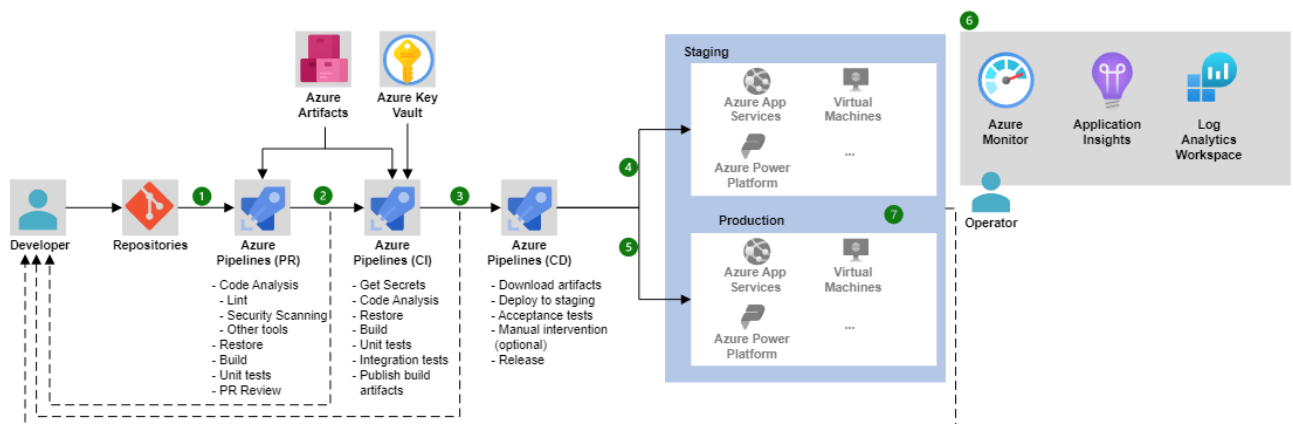 6
Staging
Azure App
Services
Virtual
Machines
Azure Power
Platform
...
Azure
Monitor
Application
Insights
Log
Analytics
Workspace
Azure
Artifacts
Azure Key
Vault
4
1
2
3
Developer
Repositories
Azure
Pipelines (PR)
- Code Analysis
- Lint
- Security Scanning
- Other tools
- Restore
- Build
- Unit tests
- PR Review
Azure
Pipelines (CI)
- Get Secrets
- Code Analysis
- Restore
- Build
- Unit tests
- Integration tests
- Publish build
artifacts
Azure
Pipelines (CD)
- Download artifacts
- Deploy to staging
- Acceptance tests
- Manual intervention
(optional)
- Release
5
Production
7
Azure App
Services
Virtual
Machines
Azure Power
Platform
...
Operator